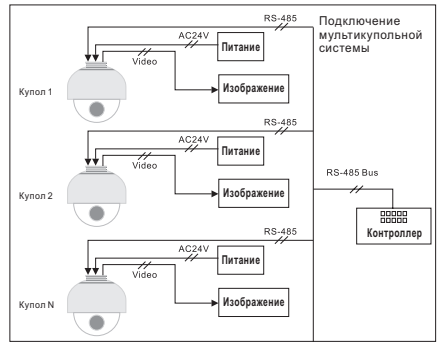 RS-485
Подключение
мультикупольной
системы
AC24V
Питание
Video
Изображение
Купол 1
RS-485
AC24V
Питание
Video
Изображение
Купол 2
RS-485 Bus
Контроллер
RS-485
AC24V
Питание
Video
Изображение
Купол N